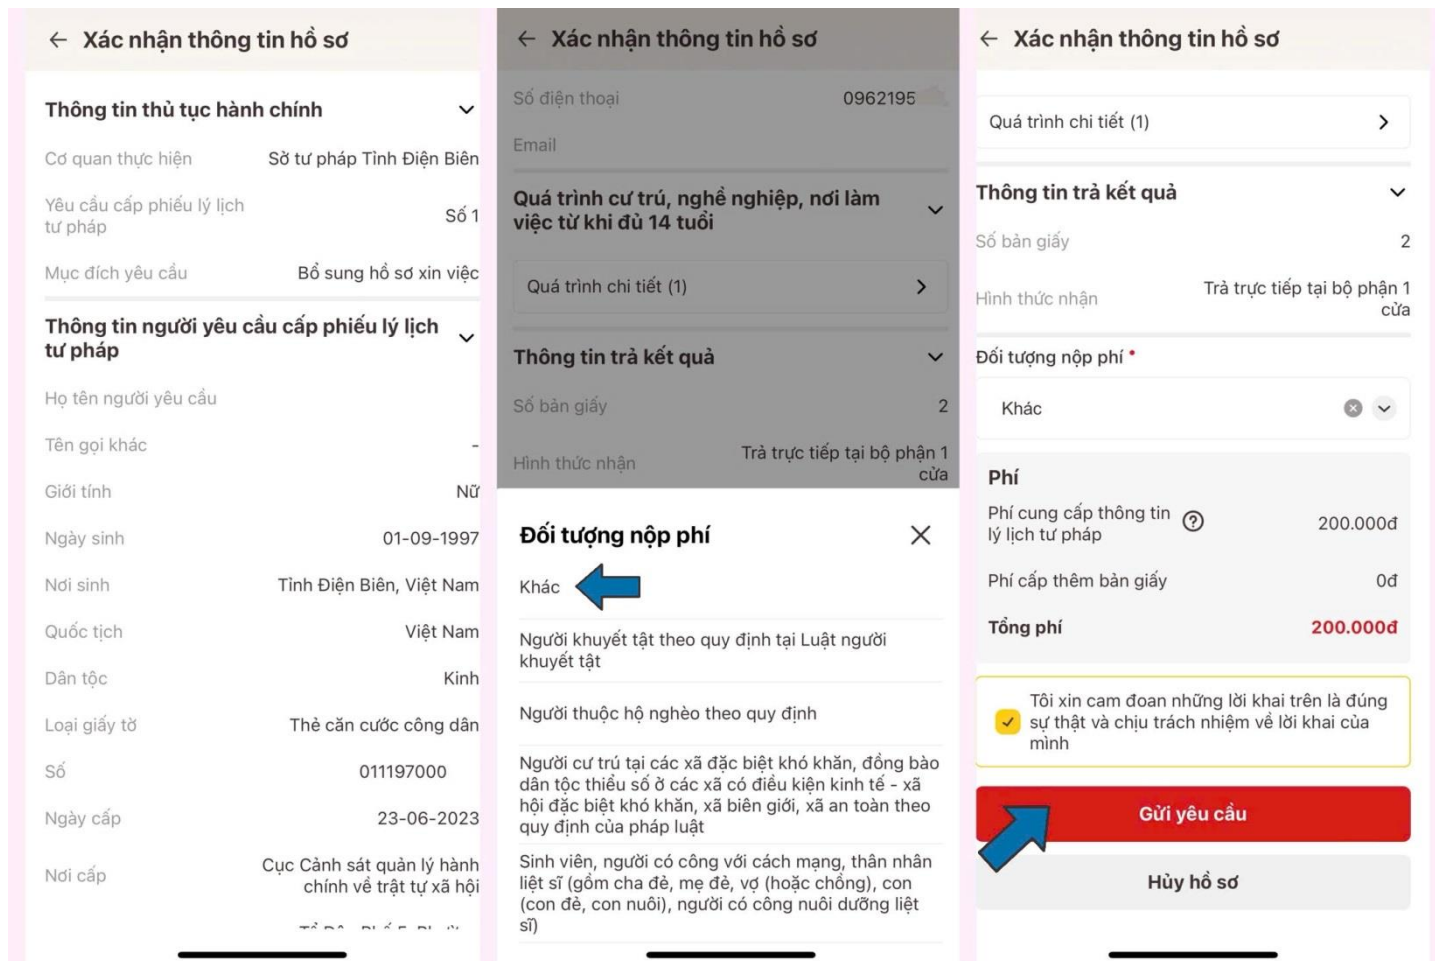 Xác nhận thông tin hồ sơ
Thông tin thủ tục hành chính
Cơ quan thực hiện
Sở tư pháp Tỉnh Điện Biên
Yêu cầu cấp phiếu lý lịch
tư pháp
Số 1
Mục đích yêu cầu
Bổ sung hồ sơ xin việc
Thông tin người yêu cầu cấp phiếu lý lịch
tư pháp
Họ tên người yêu cầu
Tên gọi khác
-
Giới tính
Nữ
Ngày sinh
01-09-1997
Nơi sinh
Tỉnh Điện Biên, Việt Nam
Quốc tịch
Việt Nam
Dân tộc
Kinh
Loại giấy tờ
Thẻ căn cước công dân
Số
011197000
Ngày cấp
23-06-2023
Nơi cấp
Cục Cảnh sát quản lý hành
chính về trật tự xã hội
Xác nhận thông tin hồ sơ
Số điện thoại
0962195
Email
Quá trình cư trú, nghề nghiệp, nơi làm
việc từ khi đủ 14 tuổi
Quá trình chi tiết (1)
Thông tin trả kết quả
Số bản giấy
2
Hình thức nhận
Trả trực tiếp tại bộ phận 1
cửa
Đối tượng nộp phí
Khác
Người khuyết tật theo quy định tại Luật người
khuyết tật
Người thuộc hộ nghèo theo quy định
Người cư trú tại các xã đặc biệt khó khăn, đồng bào
dân tộc thiểu số ở các xã có điều kiện kinh tế - xã
hội đặc biệt khó khăn, xã biên giới, xã an toàn theo
quy định của pháp luật
Sinh viên, người có công với cách mạng, thân nhân
liệt sĩ (gồm cha đẻ, mẹ đẻ, vợ (hoặc chồng), con
(con đẻ, con nuôi), người có công nuôi dưỡng liệt
sĩ)
Xác nhận thông tin hồ sơ
Quá trình chi tiết (1)
Thông tin trả kết quả
Số bản giấy
2
Hình thức nhận
Trả trực tiếp tại bộ phận 1
cửa
Đối tượng nộp phí *
Khác
Phí
Phí cung cấp thông tin
lý lịch tư pháp
200.000đ
Phí cấp thêm bản giấy
0đ
Tổng phí
200.000đ
Tôi xin cam đoan những lời khai trên là đúng
sự thật và chịu trách nhiệm về lời khai của
mình
Gửi yêu cầu
Hủy hồ sơ